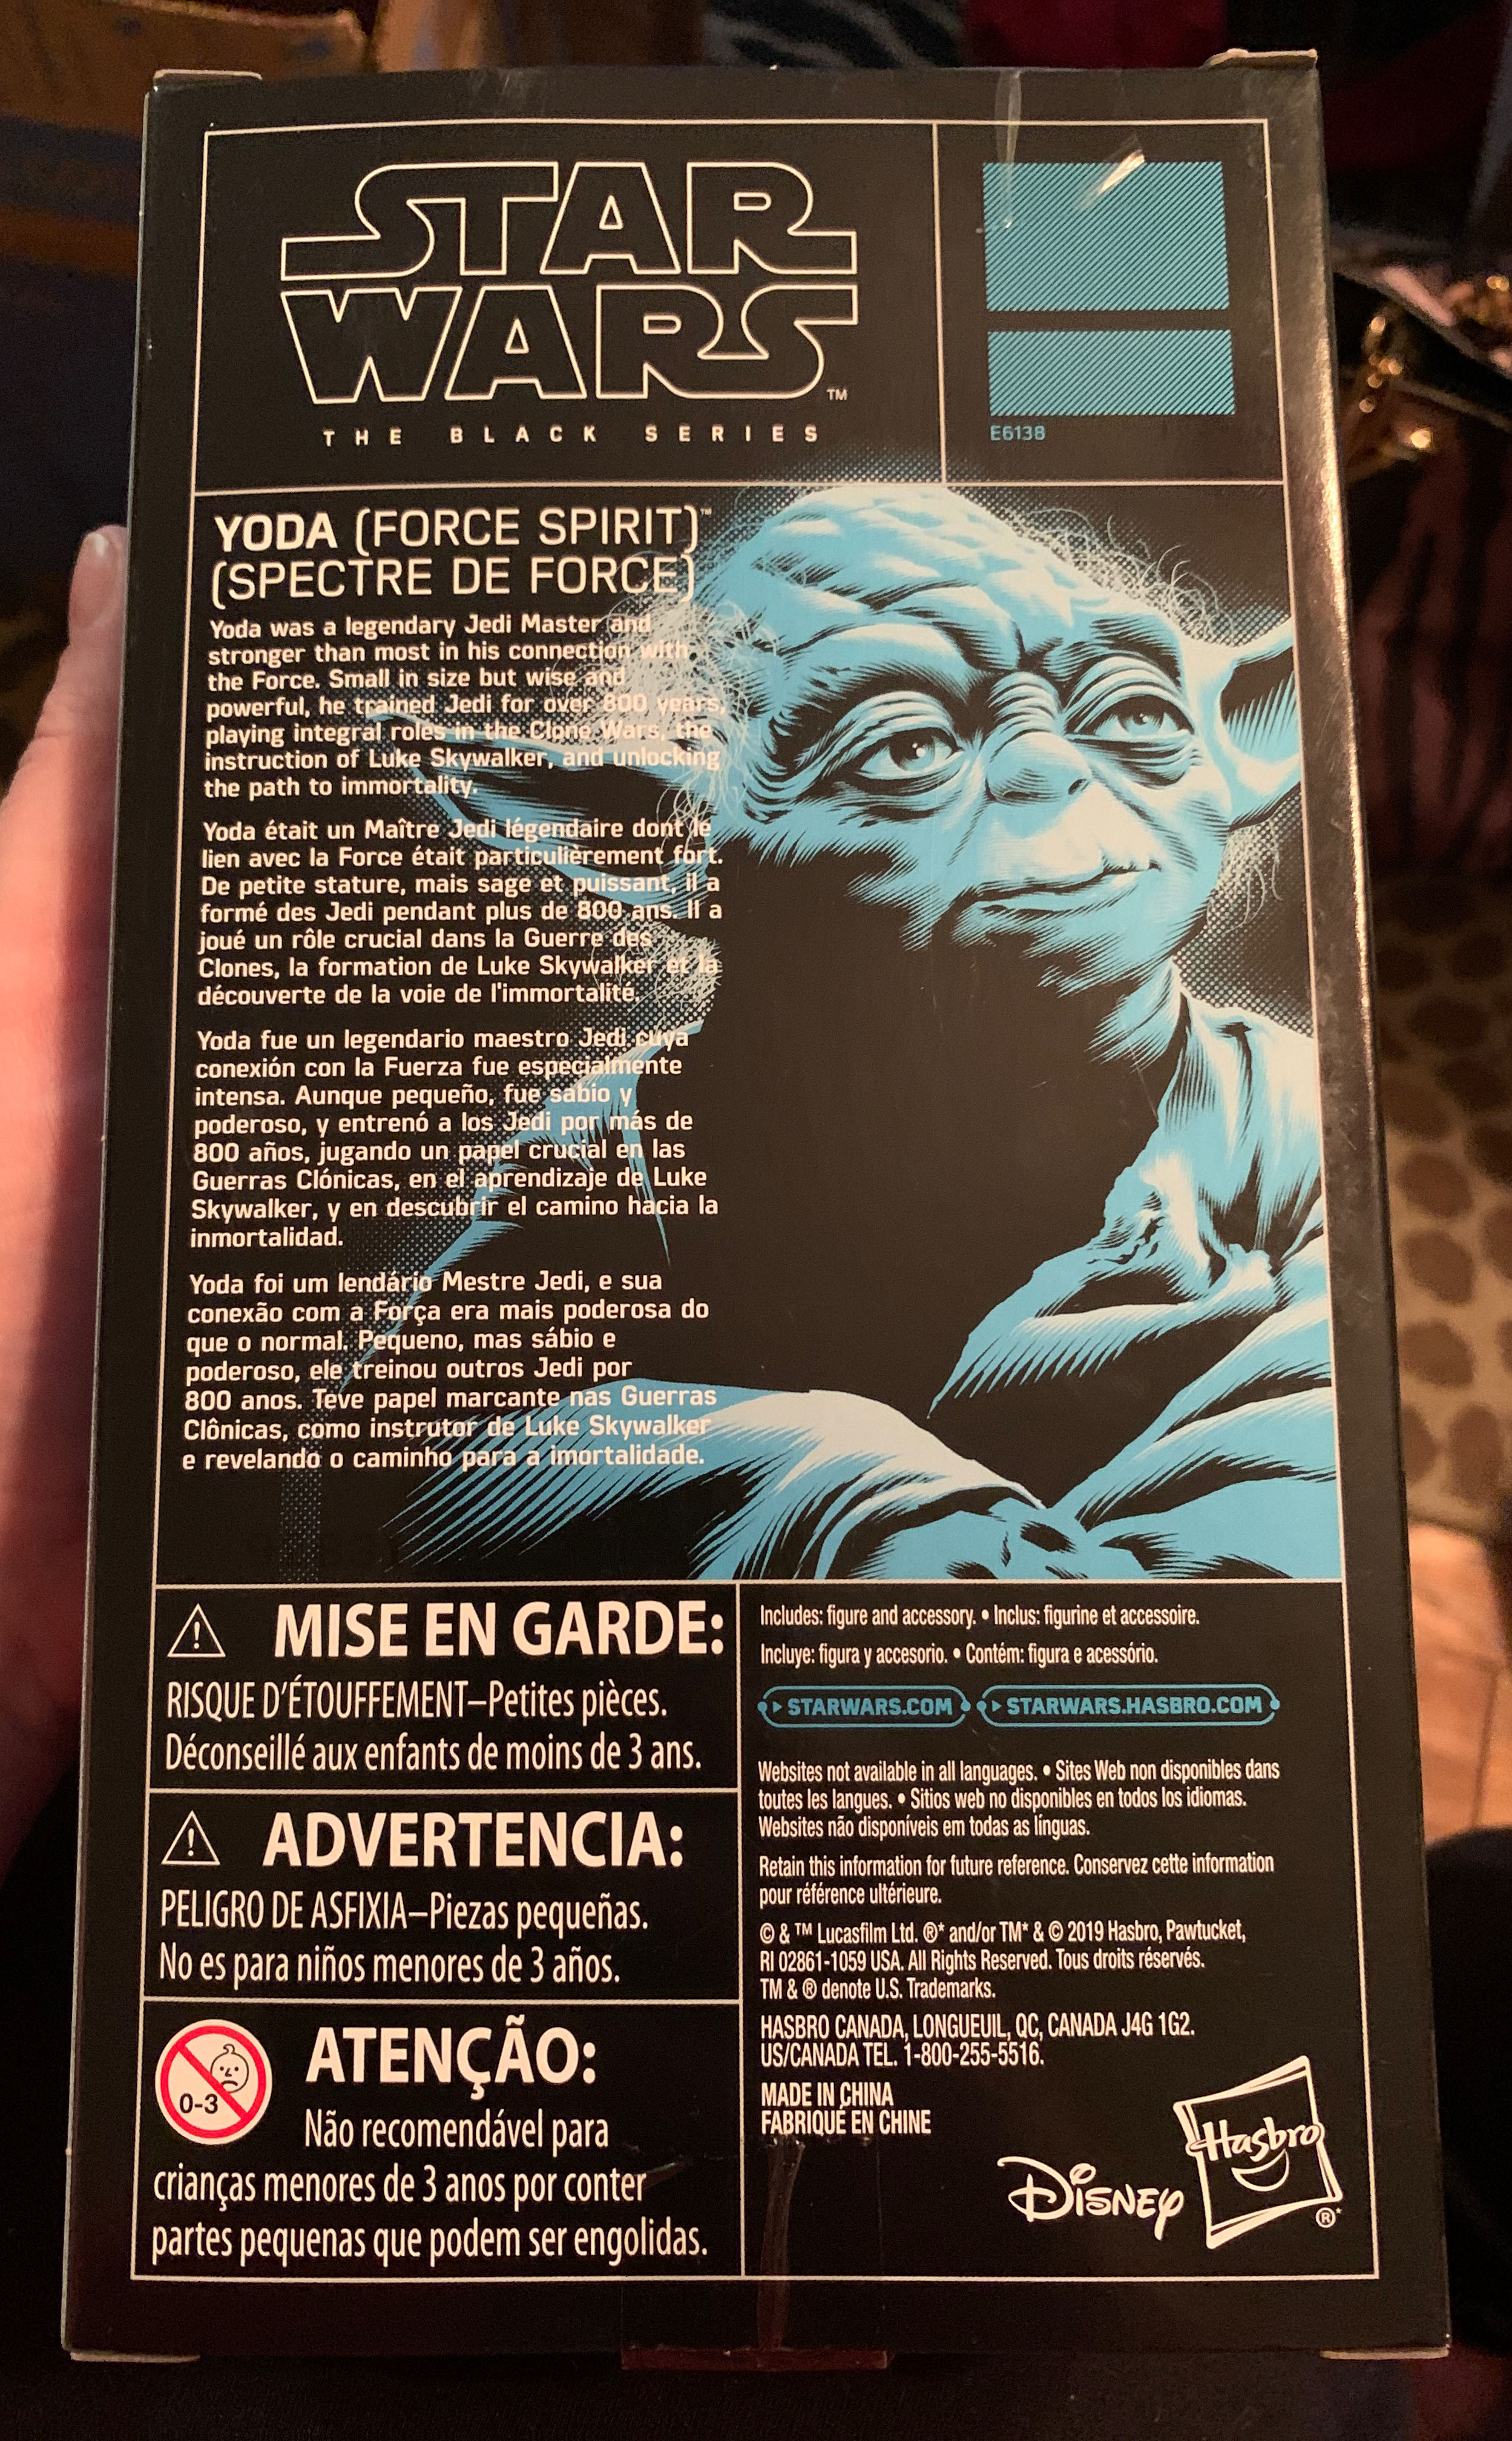 STAR
WARS
TM
THE BLACK SERIES
E6138
YODA (FORCE SPIRIT)™
(SPECTRE DE FORCE)
Yoda was a legendary Jedi Master and
stronger than most in his connection with
the Force. Small in size but wise and
powerful, he trained Jedi for over 800 years,
playing integral roles in the Clone Wars, the
instruction of Luke Skywalker, and unlocking
the path to immortality.
Yoda était un Maître Jedi légendaire dont le
lien avec la Force était particulièrement fort.
De petite stature, mais sage et puissant, il a
formé des Jedi pendant plus de 800 ans. Il a
joué un rôle crucial dans la Guerre des
Clones, la formation de Luke Skywalker et la
découverte de la voie de l'immortalité.
Yoda fue un legendario maestro Jedi cuya
conexión con la Fuerza fue especialmente
intensa. Aunque pequeño, fue sabio y
poderoso, y entrenó a los Jedi por más de
800 años, jugando un papel crucial en las
Guerras Clónicas, en el aprendizaje de Luke
Skywalker, y en descubrir el camino hacia la
inmortalidad.
Yoda foi um lendário Mestre Jedi, e sua
conexão com a Força era mais poderosa do
que o normal. Pequeno, mas sábio e
poderoso, ele treinou outros Jedi por
800 anos. Teve papel marcante nas Guerras
Clônicas, como instrutor de Luke Skywalker
e revelando o caminho para a imortalidade.
MISE EN GARDE:
RISQUE D'ÉTOUFFEMENT–Petites pièces.
Déconseillé aux enfants de moins de 3 ans.
ADVERTENCIA:
PELIGRO DE ASFIXIA–Piezas pequeñas.
No es para niños menores de 3 años.
0-3
ATENÇÃO:
Não recomendável para
crianças menores de 3 anos por conter
partes pequenas que podem ser engolidas.
Includes: figure and accessory. • Inclus: figurine et accessoire.
Incluye: figura y accesorio. • Contém: figura e acessório.
STARWARS.COM STARWARS.HASBRO.COM
Websites not available in all languages. • Sites Web non disponibles dans
toutes les langues. • Sitios web no disponibles en todos los idiomas.
Websites não disponíveis em todas as línguas.
Retain this information for future reference. Conservez cette information
pour référence ultérieure.
© & ™ Lucasfilm Ltd. ®* and/or TM* & © 2019 Hasbro, Pawtucket,
RI 02861-1059 USA. All Rights Reserved. Tous droits réservés.
TM & ® denote U.S. Trademarks.
HASBRO CANADA, LONGUEUIL, QC, CANADA J4G 1G2.
US/CANADA TEL. 1-800-255-5516.
MADE IN CHINA
FABRIQUÉ EN CHINE
Disney
Hasbro
®*